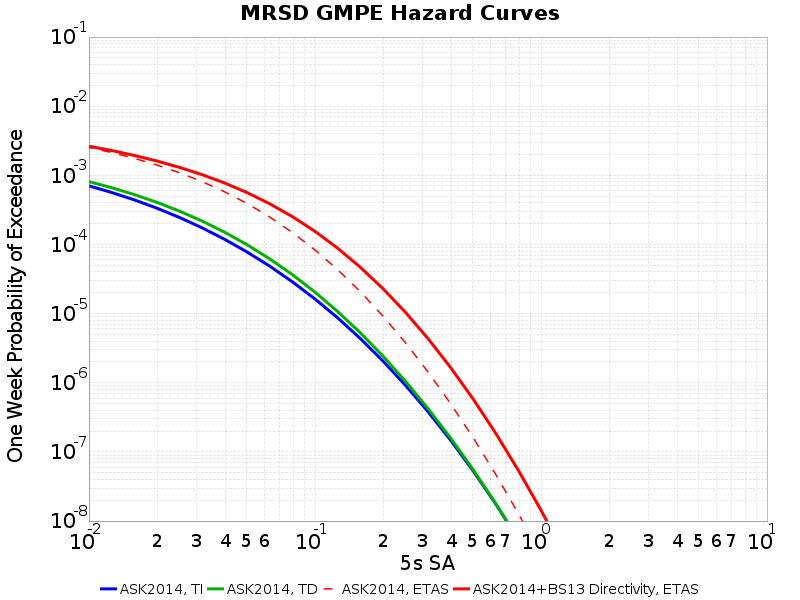 MRSD GMPE Hazard Curves
One Week Probability of Exceedance
10^-1
10^-2
10^-3
10^-4
10^-5
10^-6
10^-7
10^-8
10^-2 2 3 4 5 6 10^-1 2 3 4 5 6 7 10^0 2 3 4 5 6 7 10^1
5s SA
ASK2014, TI ASK2014, TD ASK2014, ETAS ASK2014+BS13 Directivity, ETAS